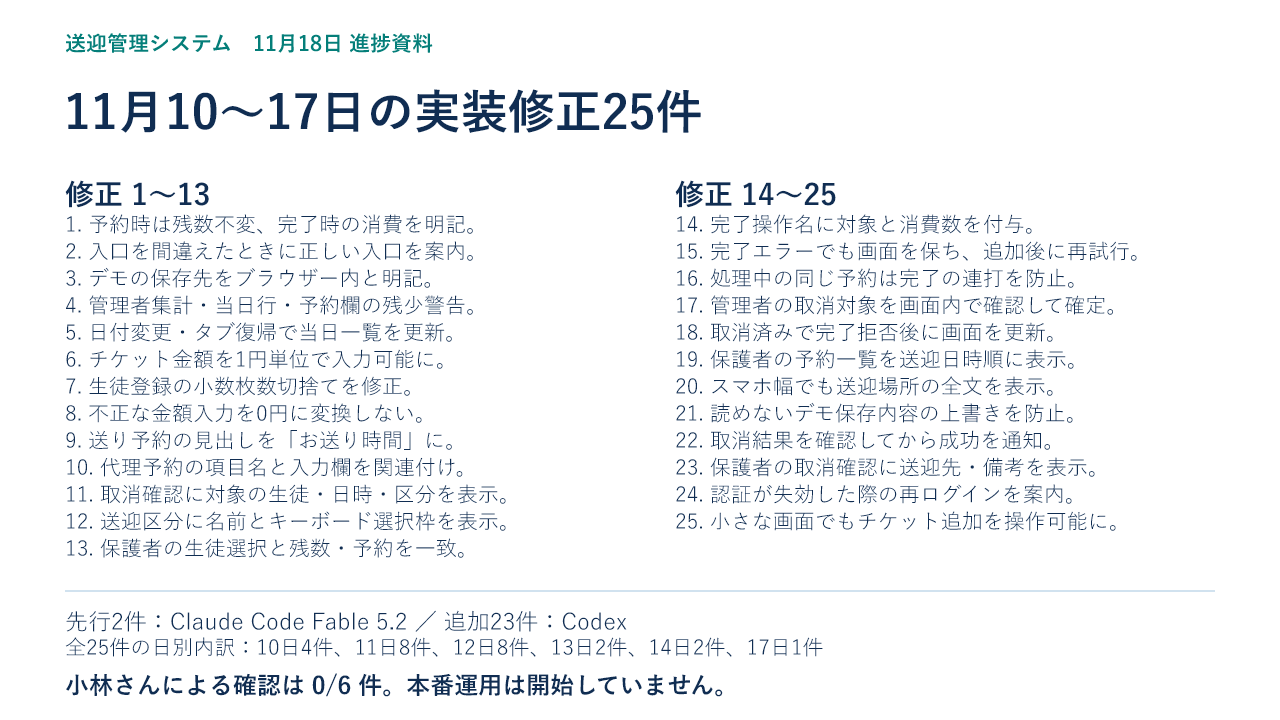 送迎管理システム　11月18日 進捗資料
11月10〜17日の実装修正25件
修正 1〜13
1. 予約時は残数不変、完了時の消費を明記。
2. 入口を間違えたときに正しい入口を案内。
3. デモの保存先をブラウザー内と明記。
4. 管理者集計・当日行・予約欄の残少警告。
5. 日付変更・タブ復帰で当日一覧を更新。
6. チケット金額を1円単位で入力可能に。
7. 生徒登録の小数枚数切捨てを修正。
8. 不正な金額入力を0円に変換しない。
9. 送り予約の見出しを「お送り時間」に。
10. 代理予約の項目名と入力欄を関連付け。
11. 取消確認に対象の生徒・日時・区分を表示。
12. 送迎区分に名前とキーボード選択枠を表示。
13. 保護者の生徒選択と残数・予約を一致。
修正 14〜25
14. 完了操作名に対象と消費数を付与。
15. 完了エラーでも画面を保ち、追加後に再試行。
16. 処理中の同じ予約は完了の連打を防止。
17. 管理者の取消対象を画面内で確認して確定。
18. 取消済みで完了拒否後に画面を更新。
19. 保護者の予約一覧を送迎日時順に表示。
20. スマホ幅でも送迎場所の全文を表示。
21. 読めないデモ保存内容の上書きを防止。
22. 取消結果を確認してから成功を通知。
23. 保護者の取消確認に送迎先・備考を表示。
24. 認証が失効した際の再ログインを案内。
25. 小さな画面でもチケット追加を操作可能に。
先行2件：Claude Code Fable 5.2 ／ 追加23件：Codex
全25件の日別内訳：10日4件、11日8件、12日8件、13日2件、14日2件、17日1件
小林さんによる確認は 0/6 件。本番運用は開始していません。